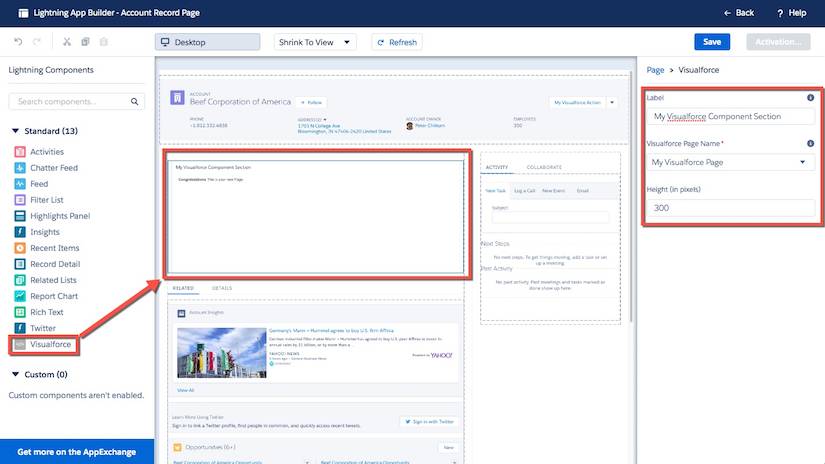 Lightning App Builder - Account Record Page
Back
? Help
Desktop
Shrink To View
Refresh
Save
Activation...
Lightning Components
Search components...
Standard (13)
Activities
Chatter Feed
Feed
Filter List
Highlights Panel
Insights
Recent Items
Record Detail
Related Lists
Report Chart
Rich Text
Twitter
Visualforce
Custom (0)
Custom components aren't enabled.
Get more on the AppExchange
ACCOUNT
Beef Corporation of America
+ Follow
My Visualforce Action
PHONE
+1.812.332.4838
ADDRESS(ES)
1701 N College Ave
Bloomington, IN 47406-2420 United States
ACCOUNT OWNER
Peter Chittum
EMPLOYEES
300
My Visualforce Component Section
Congratulations This is your new Page
RELATED
DETAILS
Account Insights
Germany's Mann + Hummel agrees to buy U.S. firm Affinia
YAHOO! NEWS
Powered by YAHOO!
View All
Learn More Using Twitter
Sign in to link a Twitter profile, find people in common, and quickly access recent tweets.
Sign in with Twitter
Opportunities (6+)
New
Beef Corporation of America Opportunity
Beef Corporation of America Opportunity
ACTIVITY
COLLABORATE
New Task
Log a Call
New Event
Email
Subject
Next Steps
No next steps. To get things moving, add a task or set
up a meeting.
Past Activity
No past activity. Past meetings and tasks marked as
done show up here.
Page > Visualforce
Label
My Visualforce Component Section
Visualforce Page Name *
My Visualforce Page
Height (in pixels)
300